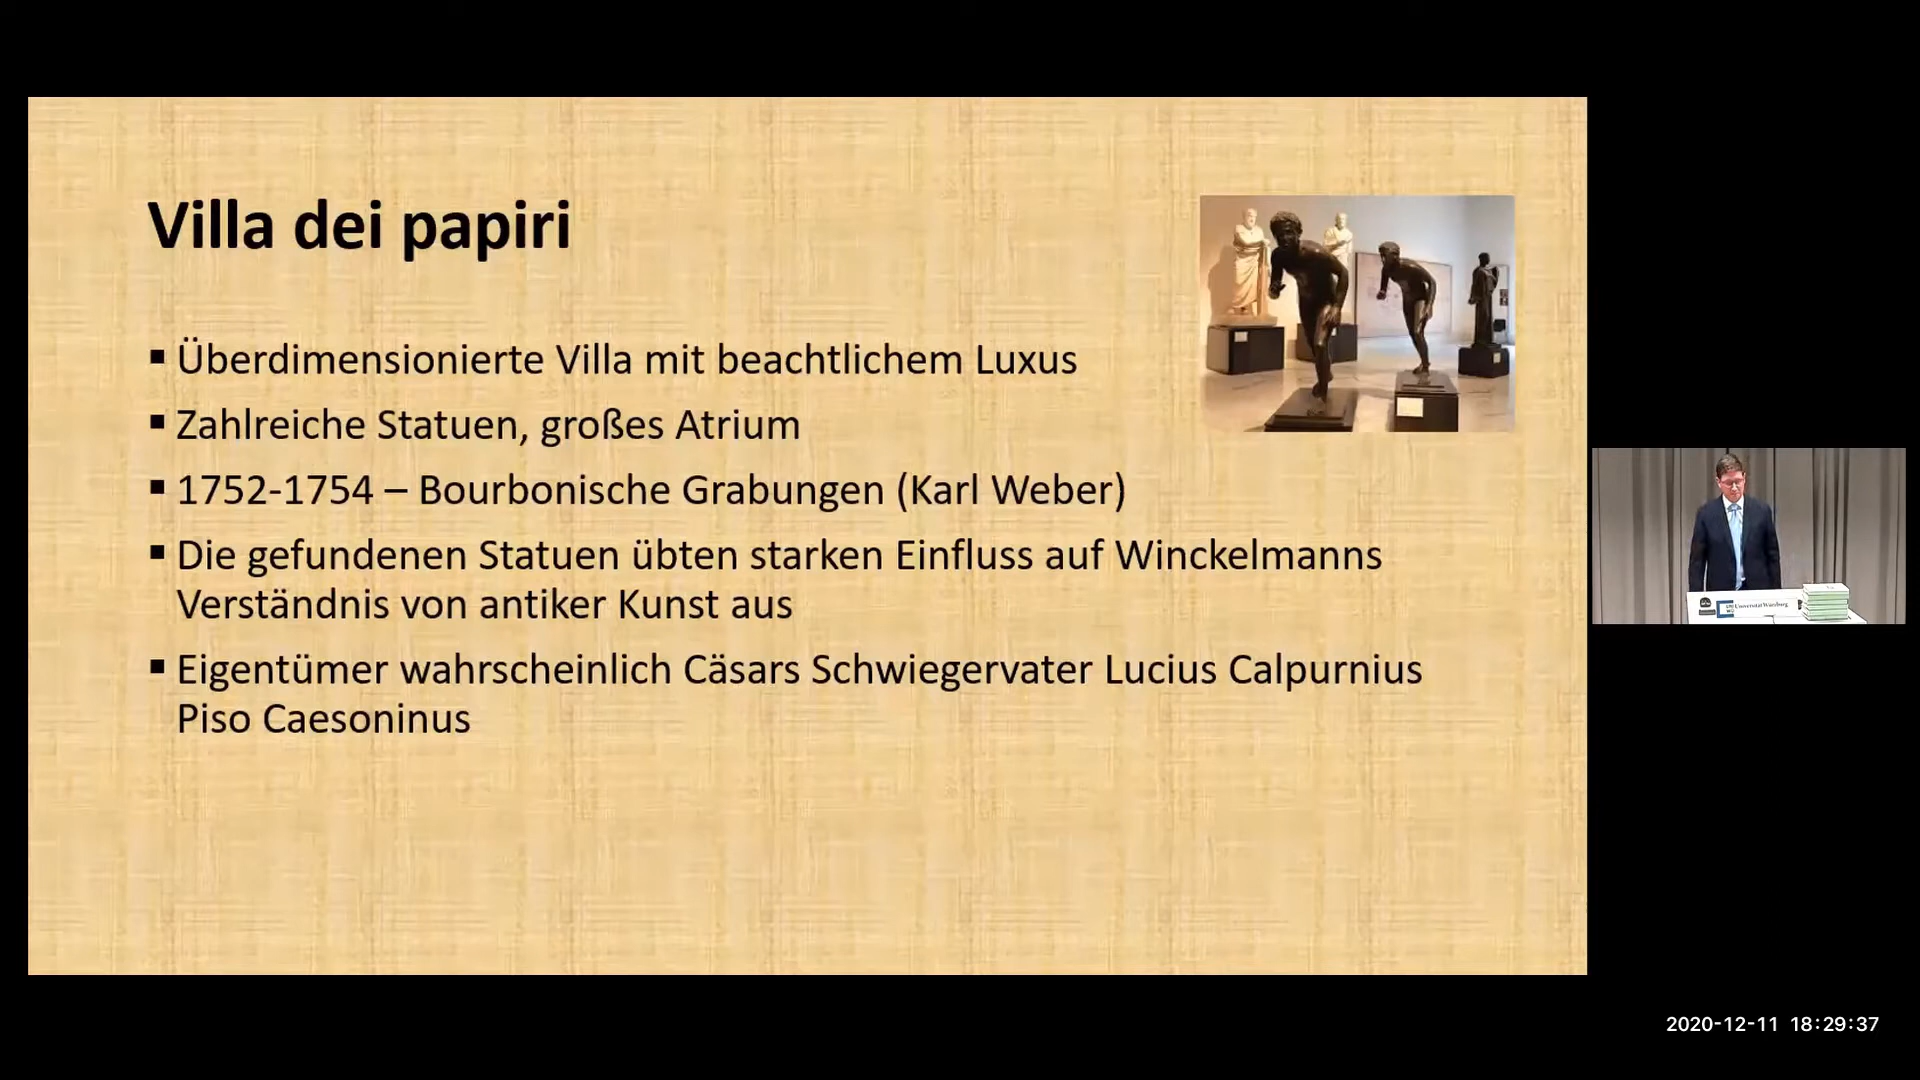 Villa dei papiri
▪ Überdimensionierte Villa mit beachtlichem Luxus
▪ Zahlreiche Statuen, großes Atrium
▪ 1752-1754 – Bourbonische Grabungen (Karl Weber)
▪ Die gefundenen Statuen übten starken Einfluss auf Winckelmanns
Verständnis von antiker Kunst aus
▪ Eigentümer wahrscheinlich Cäsars Schwiegervater Lucius Calpurnius
Piso Caesoninus
Universität Würzburg
2020-12-11 18:29:37